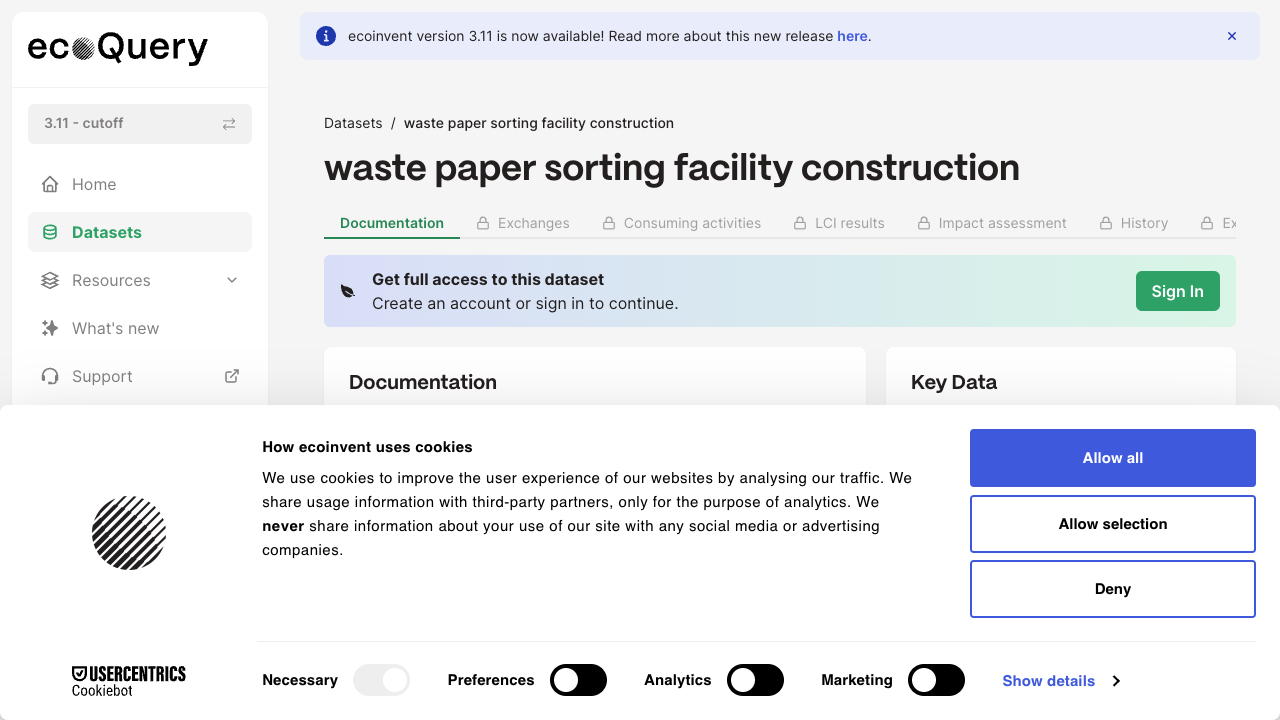 ecoQuery
ecoinvent version 3.11 is now available! Read more about this new release here.
3.11 - cutoff
Home
Datasets
Resources
What's new
Support
Datasets / waste paper sorting facility construction
waste paper sorting facility construction
Documentation
Exchanges
Consuming activities
LCI results
Impact assessment
History
Ex
Get full access to this dataset
Create an account or sign in to continue.
Sign In
Documentation
Key Data
How ecoinvent uses cookies
We use cookies to improve the user experience of our websites by analysing our traffic. We
share usage information with third-party partners, only for the purpose of analytics. We
never share information about your use of our site with any social media or advertising
companies.
Allow all
Allow selection
Deny
USERCENTRICS
Cookiebot
Necessary
Preferences
Analytics
Marketing
Show details